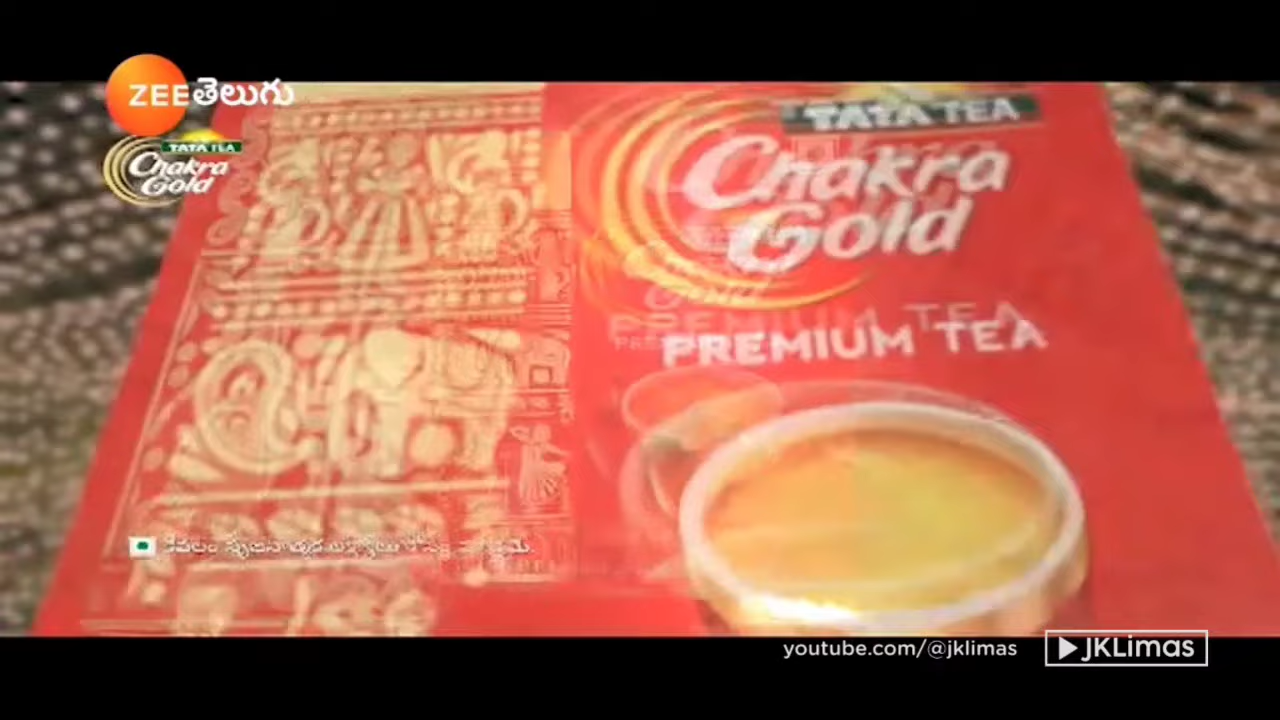 ZEE తెలుగు
TATA TEA
Chakra
Gold
TATA TEA
Chakra
Gold
PREMIUM TEA
youtube.com/@jklimas
JKLimas